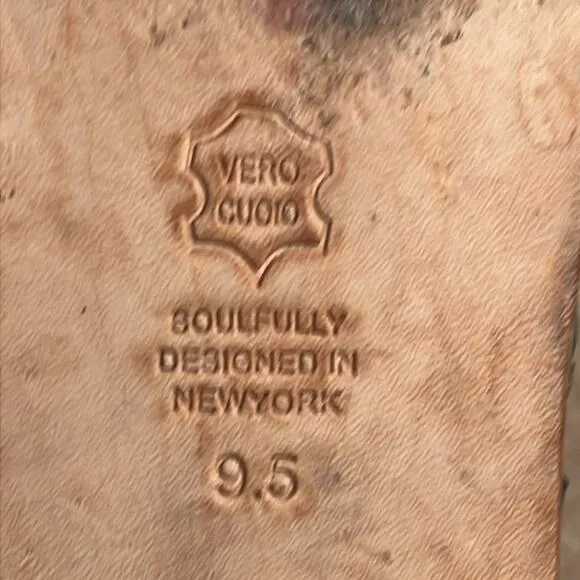 VERO
CUOIO
SOULFULLY
DESIGNED IN
NEWYORK
9.5